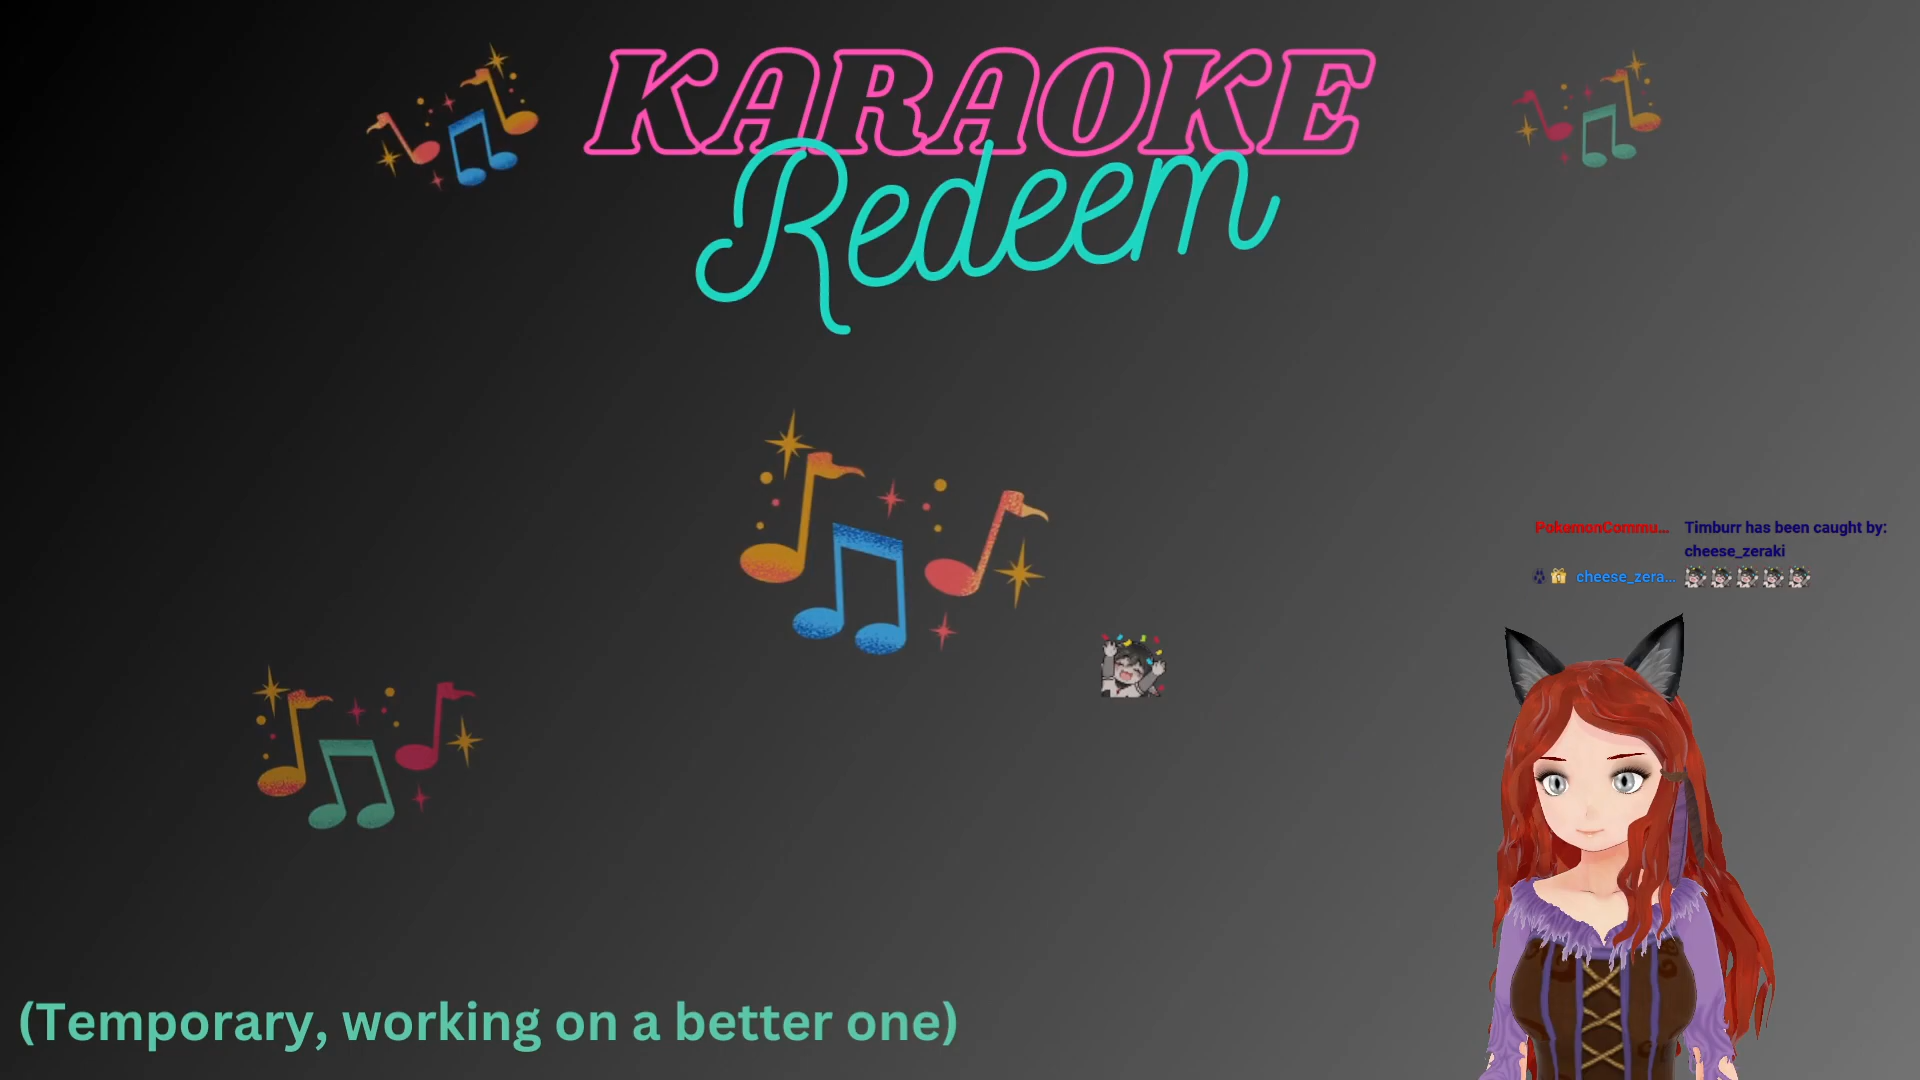 KARAOKE
Redeem
PokemonCommu... Timburr has been caught by:
cheese_zeraki
cheese_zera...
(Temporary, working on a better one)